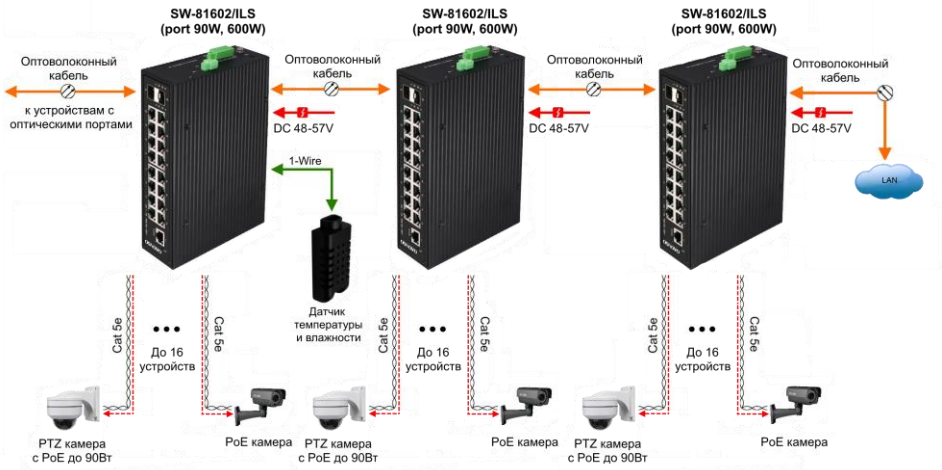 SW-81602/ILS
(port 90W, 600W)
SW-81602/ILS
(port 90W, 600W)
SW-81602/ILS
(port 90W, 600W)
Оптоволоконный
кабель
к устройствам с
оптическими портами
Оптоволоконный
кабель
DC 48-57V
Оптоволоконный
кабель
DC 48-57V
Оптоволоконный
кабель
DC 48-57V
LAN
1-Wire
Датчик
температуры
и влажности
Cat 5e
До 16
устройств
Cat 5e
Cat 5e
До 16
устройств
Cat 5e
Cat 5e
До 16
устройств
Cat 5e
PTZ камера
с PoE до 90Вт
PoE камера
PTZ камера
с PoE до 90Вт
PoE камера
PTZ камера
с PoE до 90Вт
PoE камера